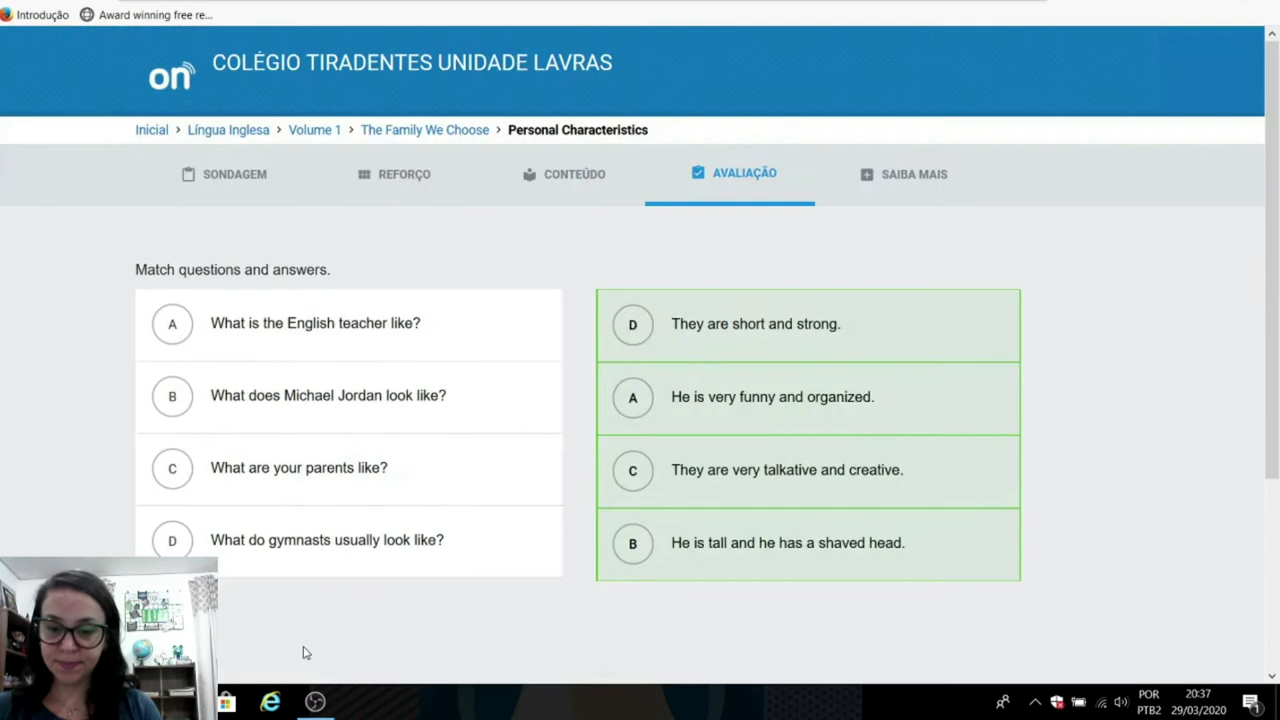 Introdução
Award winning free re...
on
COLÉGIO TIRADENTES UNIDADE LAVRAS
Inicial > Língua Inglesa > Volume 1 > The Family We Choose > Personal Characteristics
SONDAGEM
REFORÇO
CONTEÚDO
AVALIAÇÃO
SAIBA MAIS
Match questions and answers.
A What is the English teacher like?
D They are short and strong.
B What does Michael Jordan look like?
A He is very funny and organized.
C What are your parents like?
C They are very talkative and creative.
D What do gymnasts usually look like?
B He is tall and he has a shaved head.
POR
PTB2
20:37
29/03/2020
1